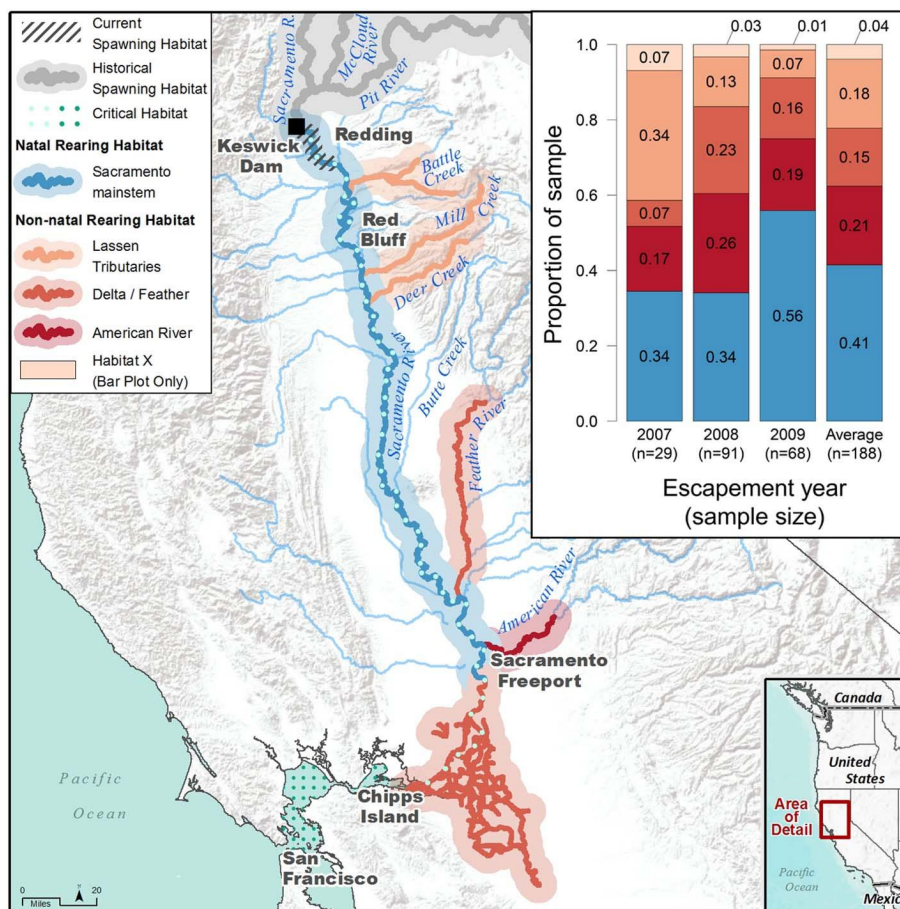 Current
Spawning Habitat
Historical
Spawning Habitat
Critical Habitat
Natal Rearing Habitat
Sacramento
mainstem
Non-natal Rearing Habitat
Lassen
Tributaries
Delta / Feather
American River
Habitat X
(Bar Plot Only)
Sacramento R.
McCloud
River
Pit River
Keswick
Dam
Redding
Battle
Creek
Red
Bluff
Mill Creek
Deer Creek
Sacramento River
Butte Creek
Feather River
American River
Sacramento
Freeport
Chipps
Island
San
Francisco
Pacific
Ocean
0
20
Miles
N
0.03
0.01
0.04
1.0
0.8
0.6
0.4
0.2
0.0
Proportion of sample
0.07
0.34
0.07
0.17
0.34
0.13
0.23
0.26
0.34
0.07
0.16
0.19
0.56
0.18
0.15
0.21
0.41
2007
(n=29)
2008
(n=91)
2009
(n=68)
Average
(n=188)
Escapement year
(sample size)
Canada
United
States
Area
of
Detail
Pacific
Ocean
Mexic